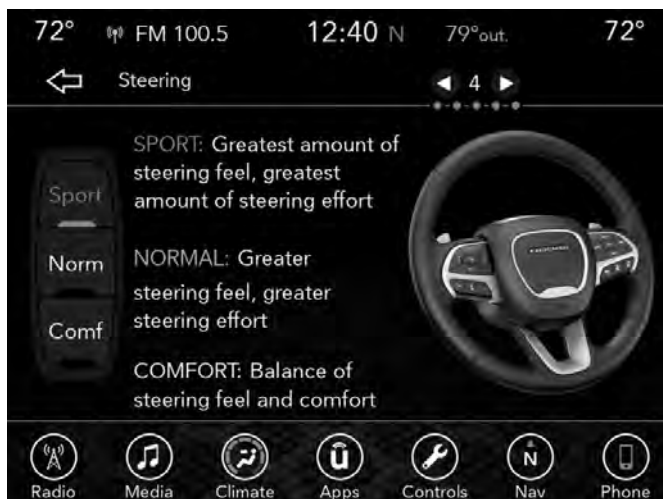 72° FM 100.5 12:40 N 79°out. 72°
Steering 4
SPORT: Greatest amount of
steering feel, greatest
amount of steering effort
Sport
NORMAL: Greater
steering feel, greater
steering effort
Norm
Comf
COMFORT: Balance of
steering feel and comfort
N
Radio Media Climate Apps Controls Nav Phone